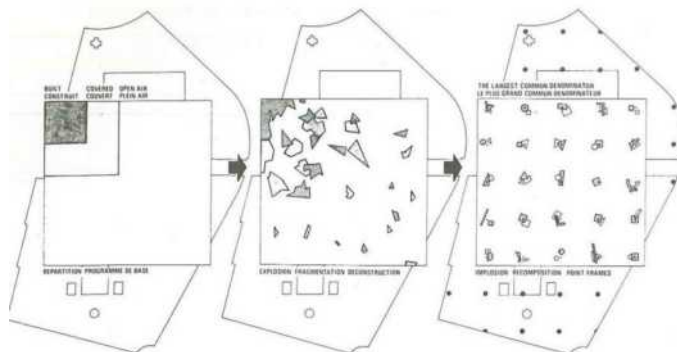 BUILT COVERED OPEN AIR
CONSTRUIT COUVERT PLEIN AIR
REPARTITION PROGRAMME DE BASE
EXPLOSION FRAGMENTATION DECONSTRUCTION
THE LARGEST COMMUN DENOMINATOR
LE PLUS GRAND COMMUN DENOMINATEUR
IMPLOSION RECOMPOSITION POINT FRAMES